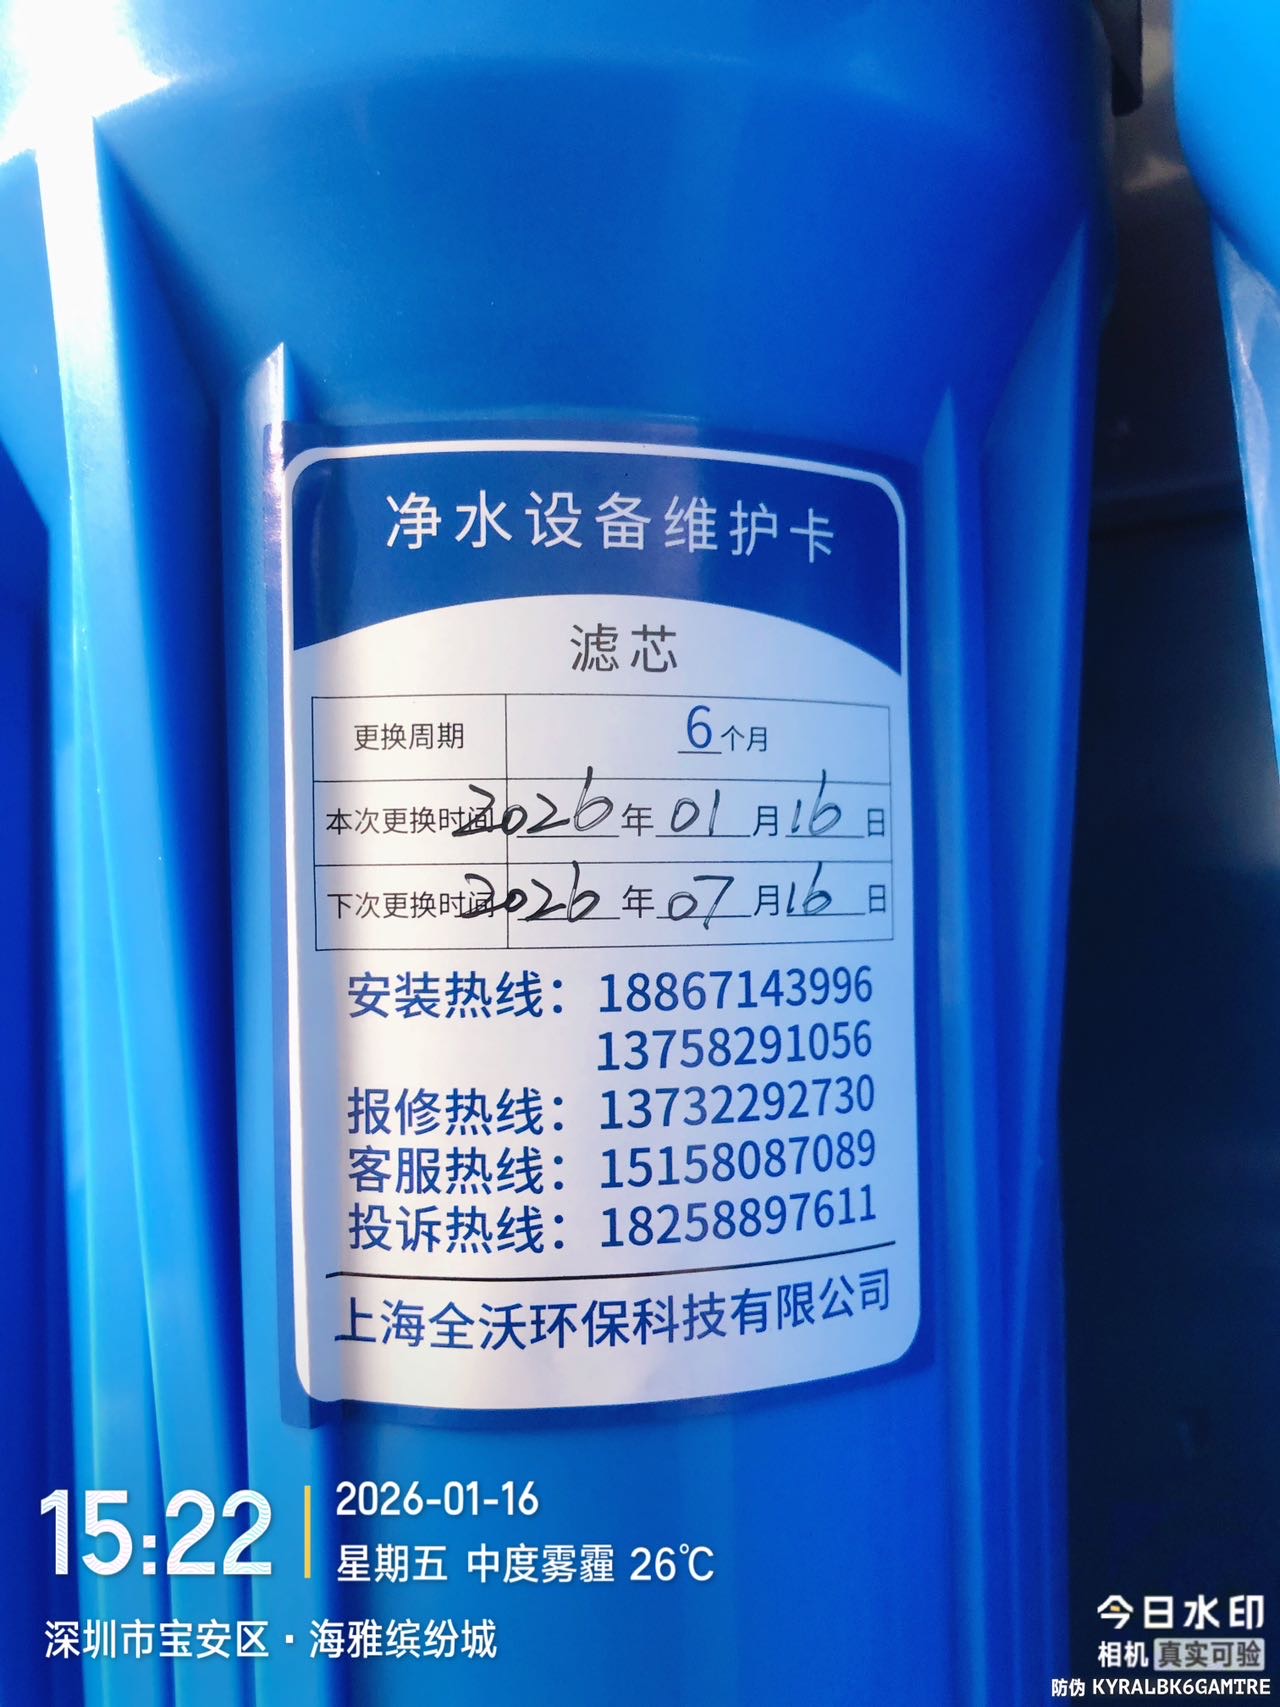 净水设备维护卡
滤芯
更换周期 6个月
本次更换时间 2026年01月16日
下次更换时间 2026年07月16日
安装热线：18867143996
13758291056
报修热线：13732292730
客服热线：15158087089
投诉热线：18258897611
上海全沃环保科技有限公司
15:22
2026-01-16
星期五 中度雾霾 26℃
深圳市宝安区·海雅缤纷城
今日水印
相机 真实可验
防伪 KYRALBK6GAMTRE